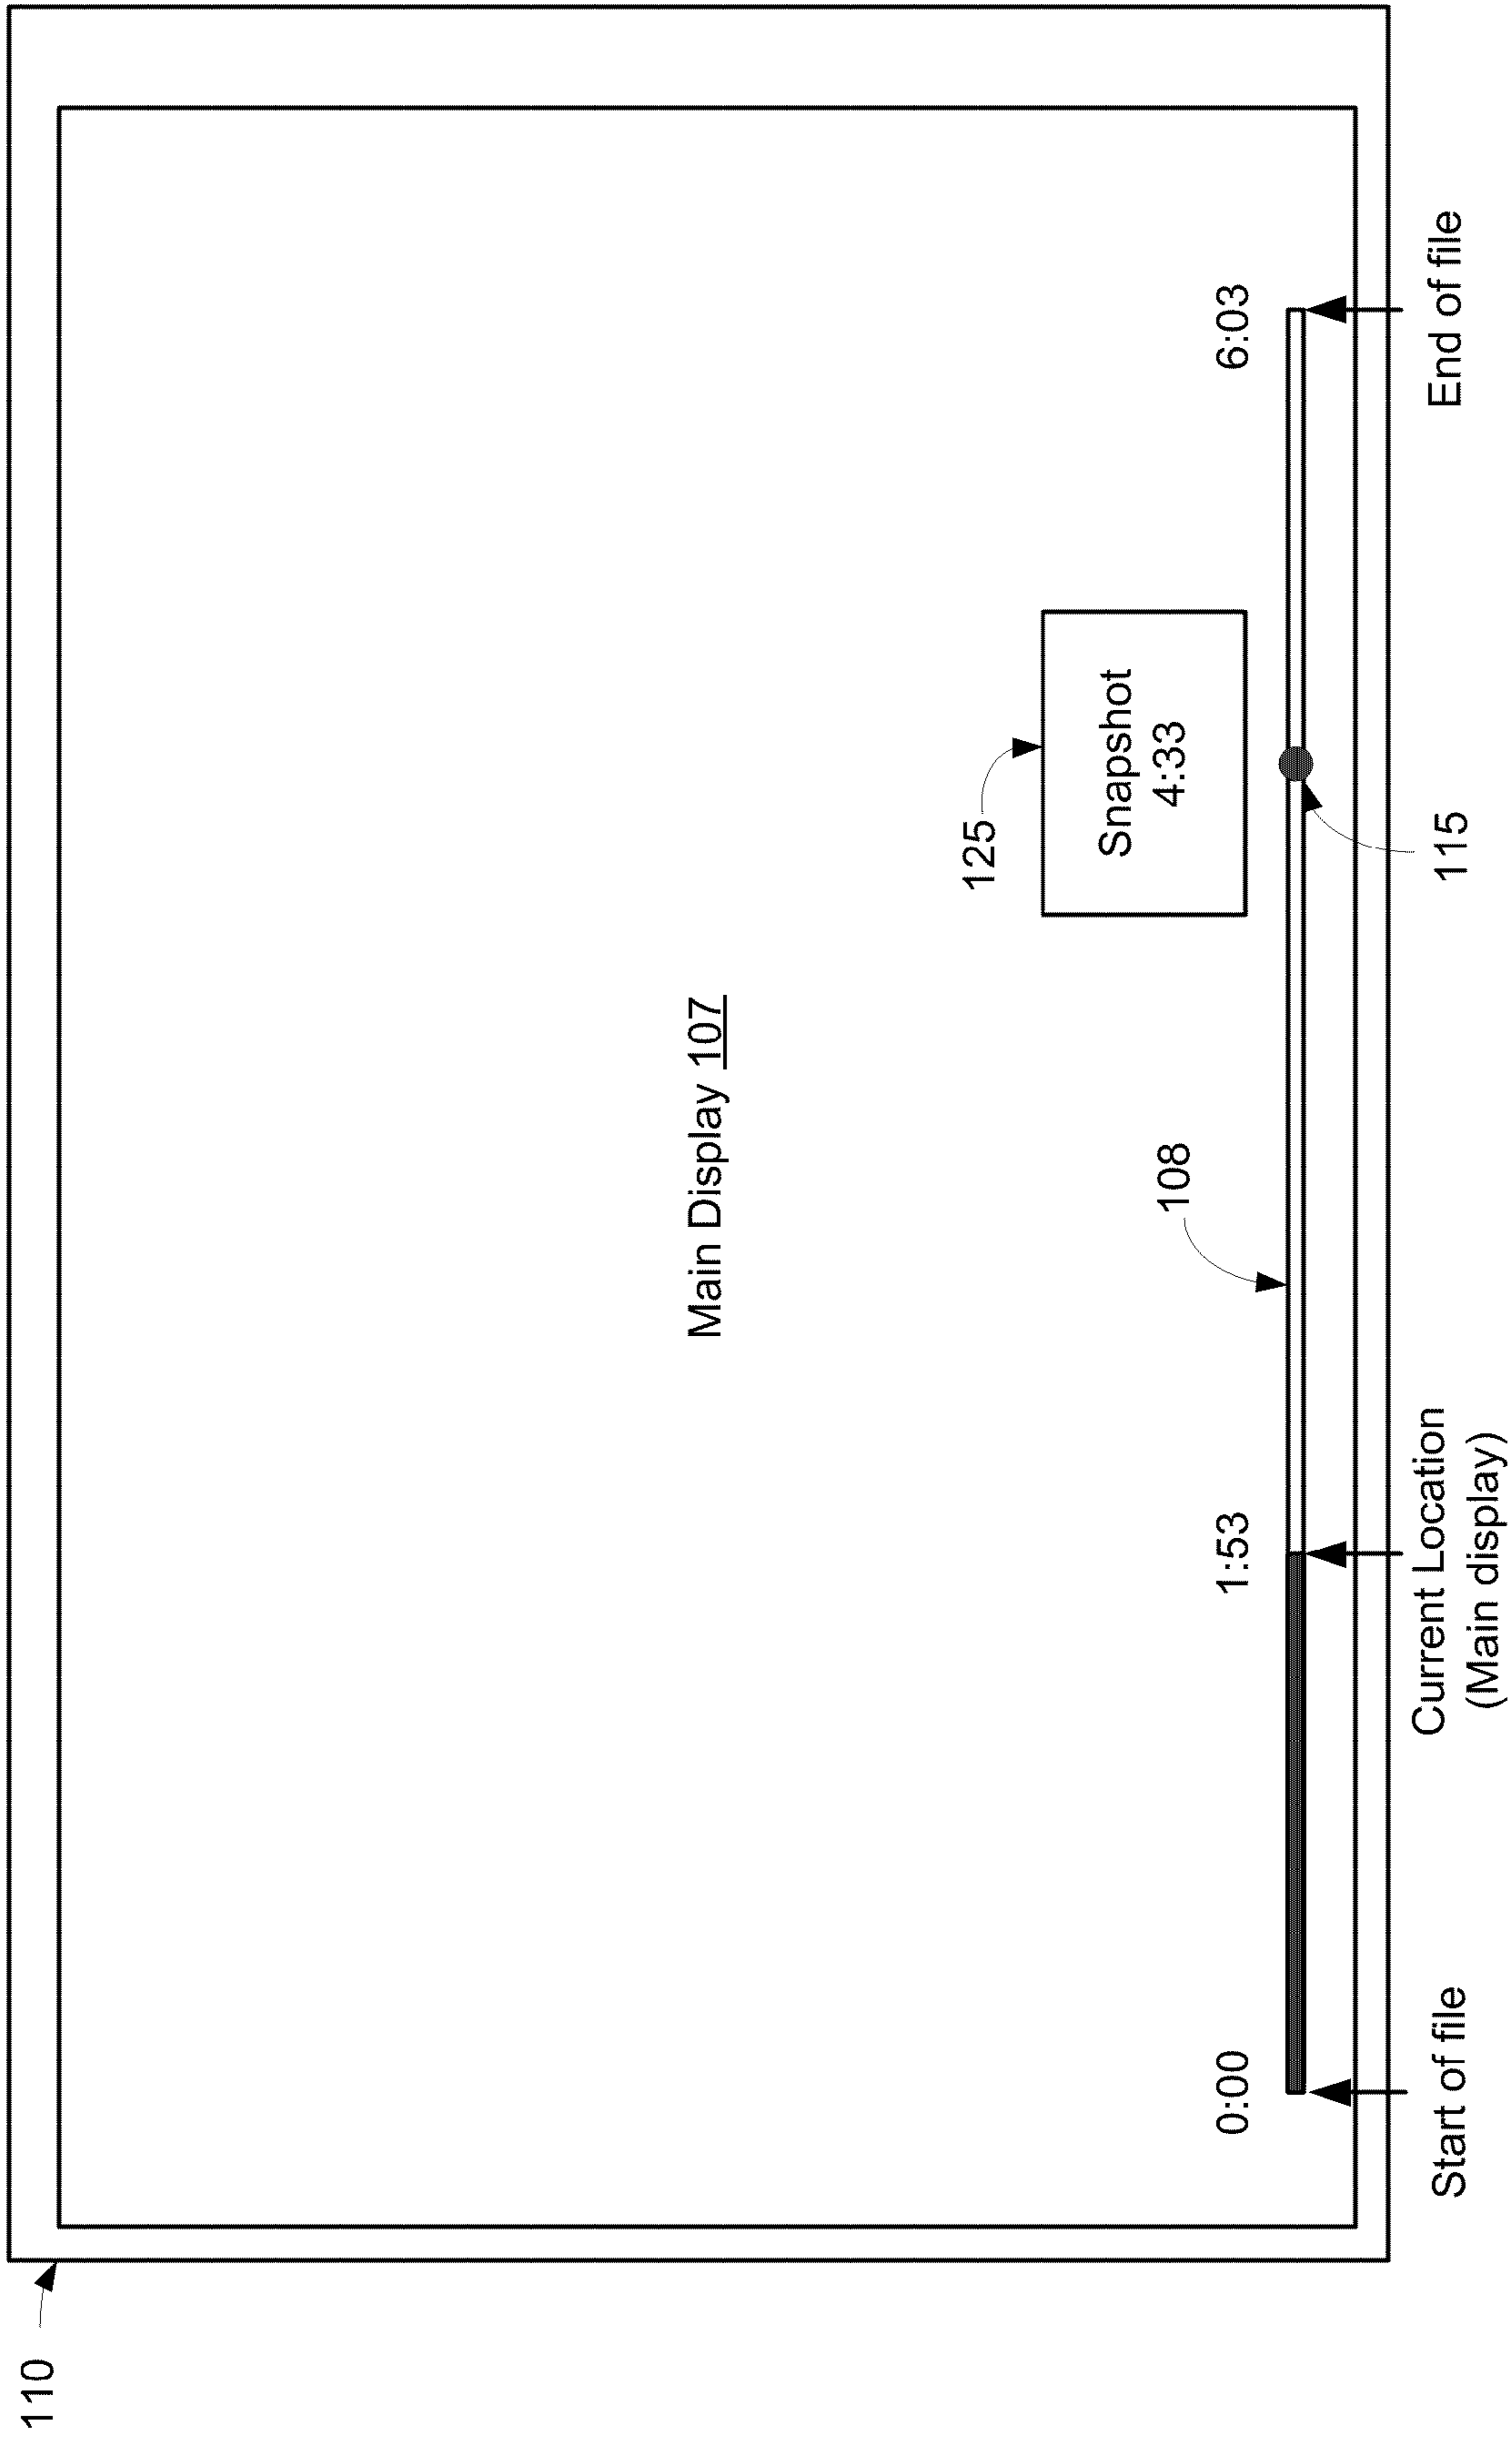 110
Main Display 107
125
Snapshot
4:33
108
0:00
1:53
6:03
115
Start of file
Current Location
(Main display)
End of file